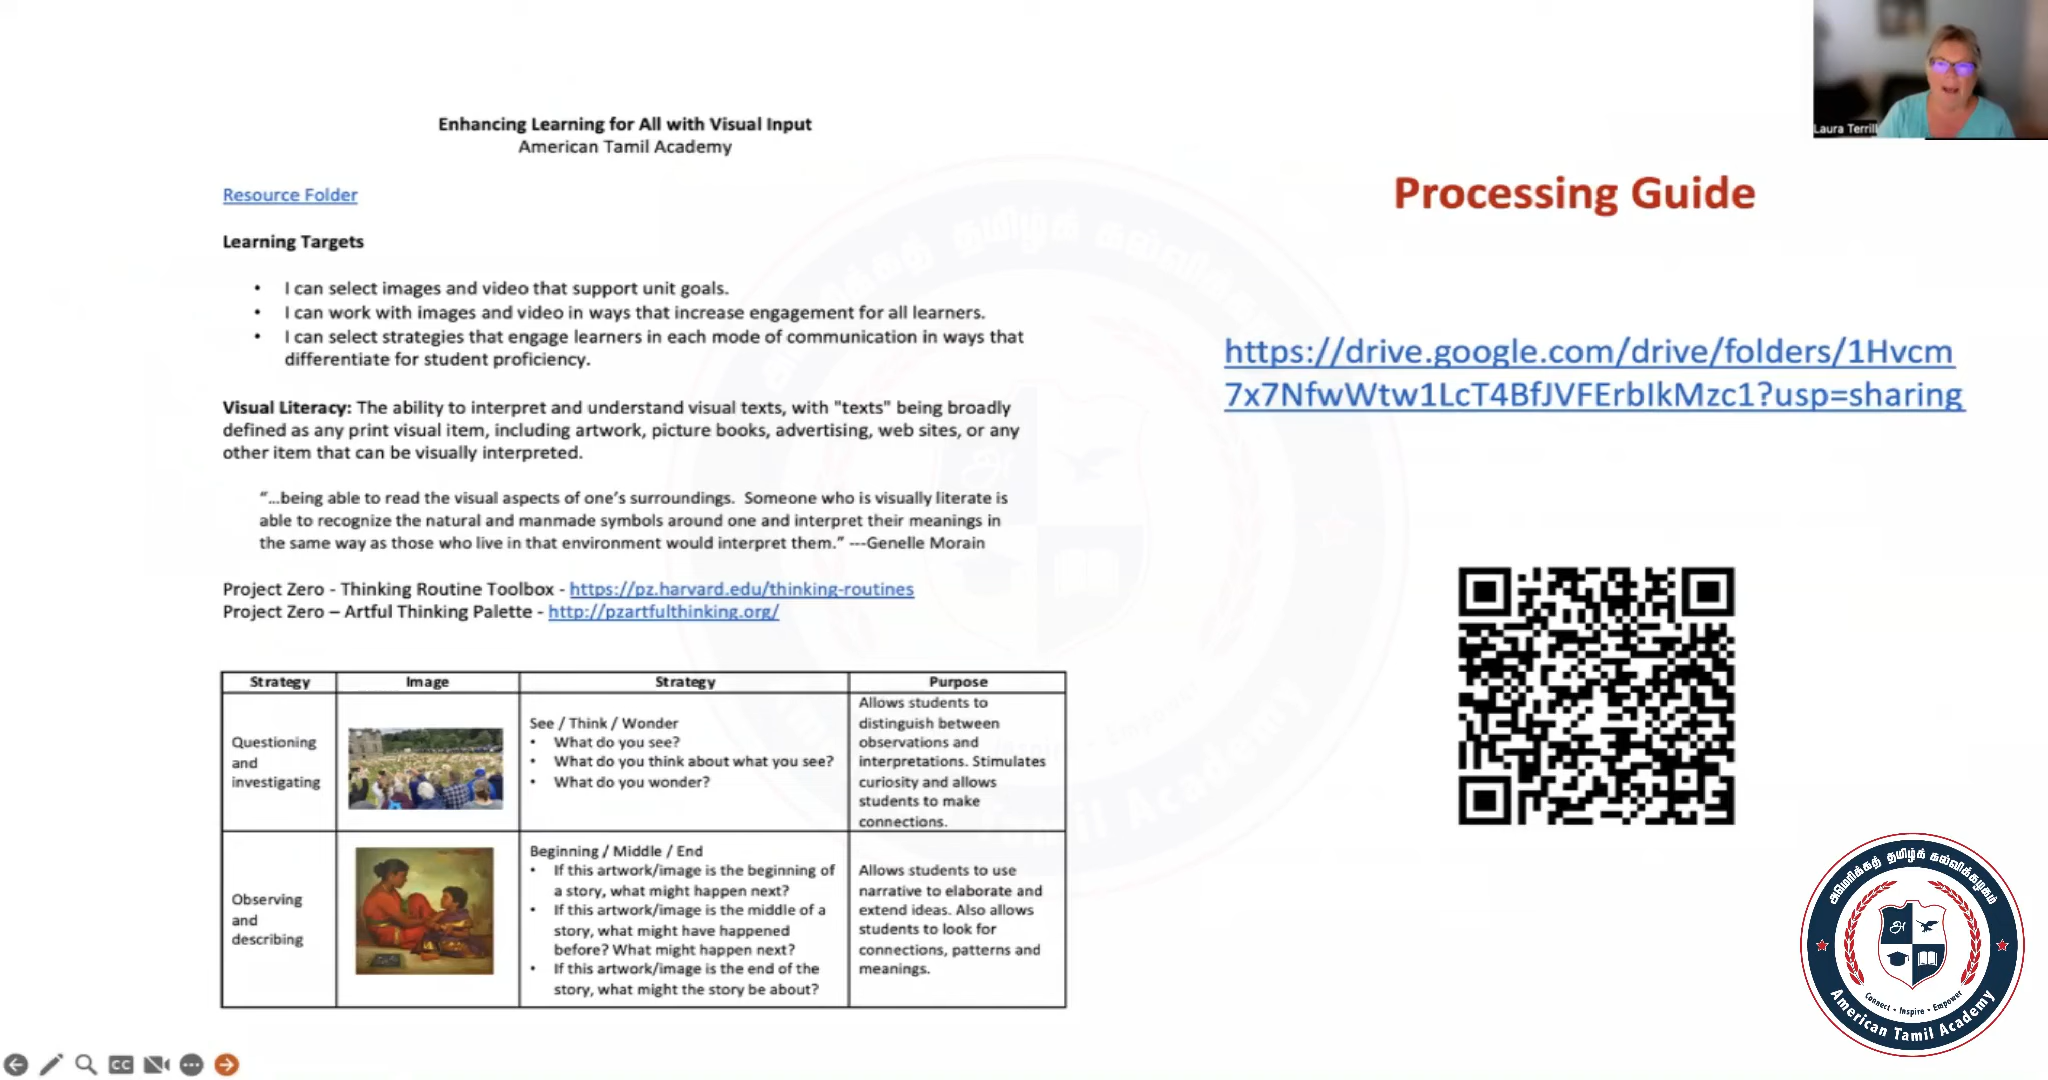 Laura Terrill
Enhancing Learning for All with Visual Input
American Tamil Academy
Resource Folder
Learning Targets
• I can select images and video that support unit goals.
• I can work with images and video in ways that increase engagement for all learners.
• I can select strategies that engage learners in each mode of communication in ways that
differentiate for student proficiency.
Visual Literacy: The ability to interpret and understand visual texts, with "texts" being broadly
defined as any print visual item, including artwork, picture books, advertising, web sites, or any
other item that can be visually interpreted.
"…being able to read the visual aspects of one's surroundings. Someone who is visually literate is
able to recognize the natural and manmade symbols around one and interpret their meanings in
the same way as those who live in that environment would interpret them." ---Genelle Morain
Project Zero - Thinking Routine Toolbox - https://pz.harvard.edu/thinking-routines
Project Zero – Artful Thinking Palette - http://pzartfulthinking.org/
Strategy Image Strategy Purpose
Questioning
and
investigating
See / Think / Wonder
• What do you see?
• What do you think about what you see?
• What do you wonder?
Allows students to
distinguish between
observations and
interpretations. Stimulates
curiosity and allows
students to make
connections.
Observing
and
describing
Beginning / Middle / End
• If this artwork/image is the beginning of
a story, what might happen next?
• If this artwork/image is the middle of a
story, what might have happened
before? What might happen next?
• If this artwork/image is the end of the
story, what might the story be about?
Allows students to use
narrative to elaborate and
extend ideas. Also allows
students to look for
connections, patterns and
meanings.
Processing Guide
https://drive.google.com/drive/folders/1Hvcm
7x7NfwWtw1LcT4BfJVFErbIkMzc1?usp=sharing
அமெரிக்கத் தமிழ்க் கல்விக்கழகம்
அ
Connect • Inspire • Empower
American Tamil Academy
CC